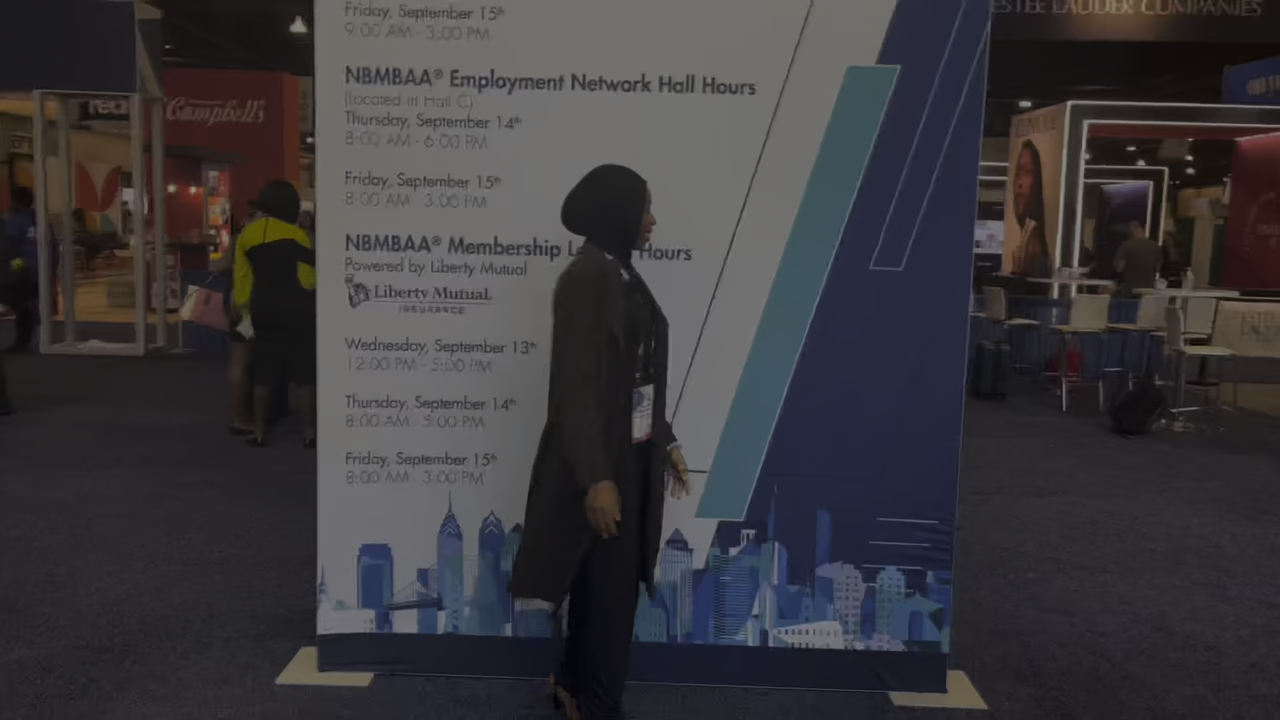 Friday, September 15th
9:00 AM - 3:00 PM
NBMBAA® Employment Network Hall Hours
(Located in Hall C)
Thursday, September 14th
8:00 AM - 6:00 PM
Friday, September 15th
8:00 AM - 3:00 PM
NBMBAA® Membership Hours
Powered by Liberty Mutual
Liberty Mutual.
INSURANCE
Wednesday, September 13th
12:00 PM - 5:00 PM
Thursday, September 14th
8:00 AM - 5:00 PM
Friday, September 15th
8:00 AM - 3:00 PM
Campbell's
ESTEE LAUDER COMPANIES
CLINIQUE